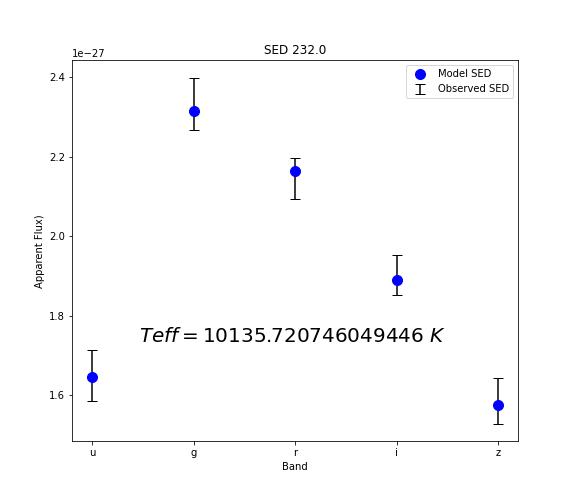 SED 232.0
1e−27
Model SED
Observed SED
2.4
2.2
2.0
1.8
1.6
Apparent Flux)
Teff = 10135.720746049446 K
u g r i z
Band